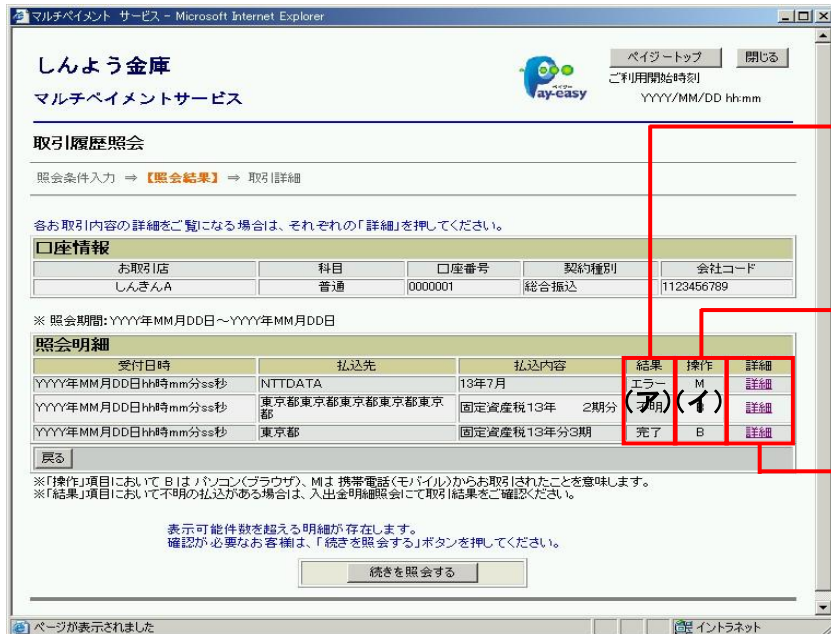 マルチペイメント サービス - Microsoft Internet Explorer
しんよう金庫
マルチペイメントサービス
ペイジー
Pay-easy
ペイジートップ 閉じる
ご利用開始時刻
YYYY/MM/DD hh:mm
取引履歴照会
照会条件入力 ⇒ 【照会結果】 ⇒ 取引詳細
各お取引内容の詳細をご覧になる場合は、それぞれの「詳細」を押してください。
口座情報
お取引店 科目 口座番号 契約種別 会社コード
しんきんA 普通 0000001 総合振込 1123456789
※ 照会期間:YYYY年MM月DD日~YYYY年MM月DD日
照会明細
受付日時 払込先 払込内容 結果 操作 詳細
YYYY年MM月DD日hh時mm分ss秒 NTTDATA 13年7月 エラー M 詳細
YYYY年MM月DD日hh時mm分ss秒 東京都東京都東京都東京都東京都 固定資産税13年 2期分 不明 詳細
(ア) (イ)
YYYY年MM月DD日hh時mm分ss秒 東京都 固定資産税13年分3期 完了 B 詳細
戻る
※「操作」項目において Bは パソコン(ブラウザ)、Mは 携帯電話(モバイル)からお取引されたことを意味します。
※「結果」項目において不明の払込がある場合は、入出金明細照会にて取引結果をご確認ください。
表示可能件数を超える明細が存在します。
確認が必要なお客様は、「続きを照会する」ボタンを押してください。
続きを照会する
ページが表示されました イントラネット